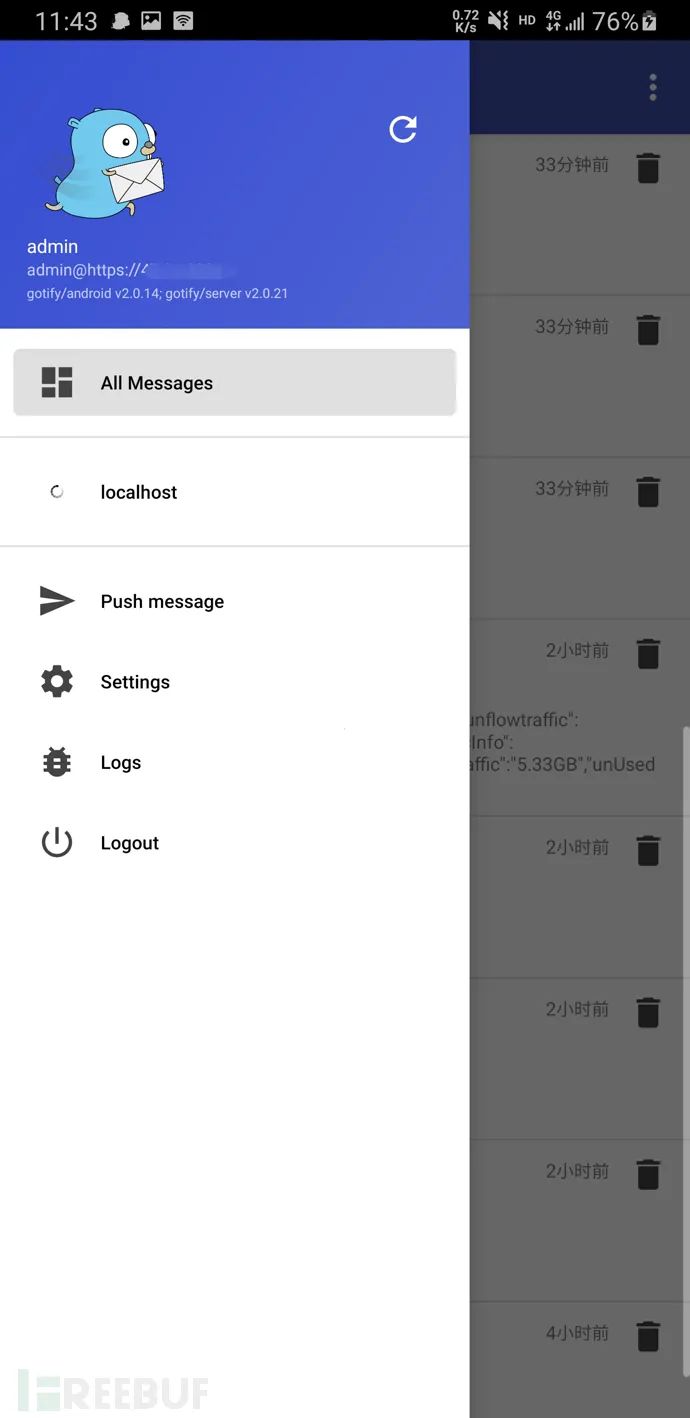 11:43 0.72 K/s HD 4G 76%
admin
admin@https://
gotify/android v2.0.14; gotify/server v2.0.21
All Messages
localhost
Push message
Settings
Logs
Logout
33分钟前
33分钟前
33分钟前
2小时前
unflowtraffic":
Info":
affic":"5.33GB","unUsed
2小时前
2小时前
2小时前
4小时前
FREEBUF